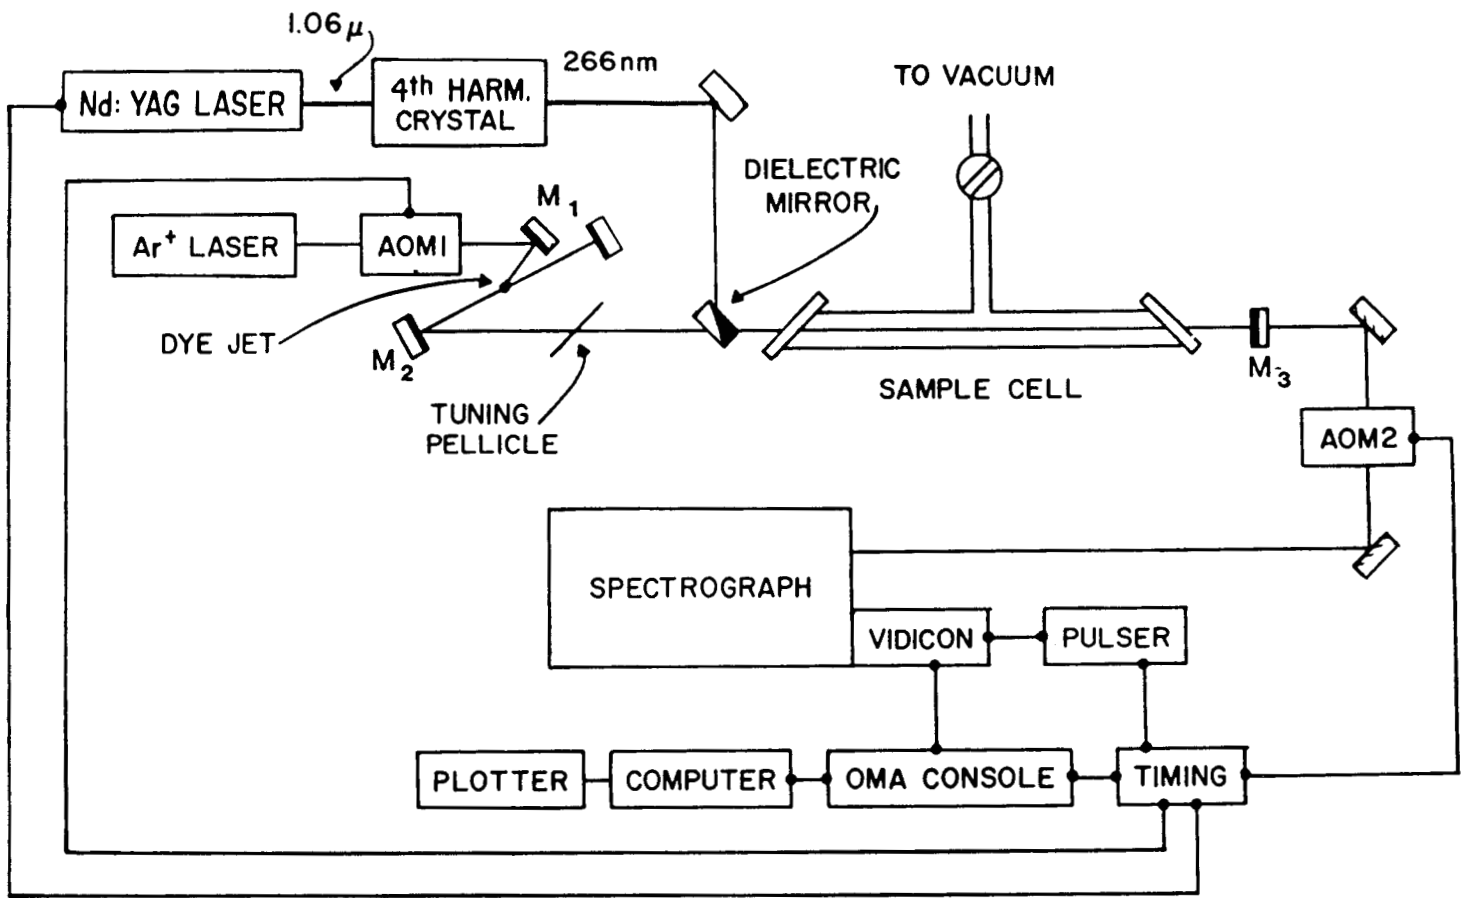 1.06μ
Nd: YAG LASER
4th HARM.
CRYSTAL
266nm
TO VACUUM
DIELECTRIC
MIRROR
M1
Ar+ LASER
AOM1
DYE JET
M2
TUNING
PELLICLE
SAMPLE CELL
M3
AOM2
SPECTROGRAPH
VIDICON
PULSER
PLOTTER
COMPUTER
OMA CONSOLE
TIMING